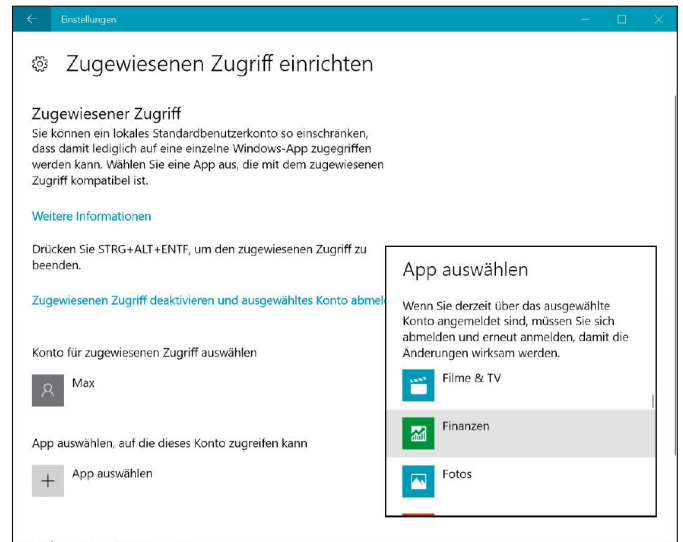 Einstellungen
Zugewiesenen Zugriff einrichten
Zugewiesener Zugriff
Sie können ein lokales Standardbenutzerkonto so einschränken,
dass damit lediglich auf eine einzelne Windows-App zugegriffen
werden kann. Wählen Sie eine App aus, die mit dem zugewiesenen
Zugriff kompatibel ist.
Weitere Informationen
Drücken Sie STRG+ALT+ENTF, um den zugewiesenen Zugriff zu
beenden.
Zugewiesenen Zugriff deaktivieren und ausgewähltes Konto abmel
Konto für zugewiesenen Zugriff auswählen
Max
App auswählen, auf die dieses Konto zugreifen kann
App auswählen
App auswählen
Wenn Sie derzeit über das ausgewählte
Konto angemeldet sind, müssen Sie sich
abmelden und erneut anmelden, damit die
Änderungen wirksam werden.
Filme & TV
Finanzen
Fotos